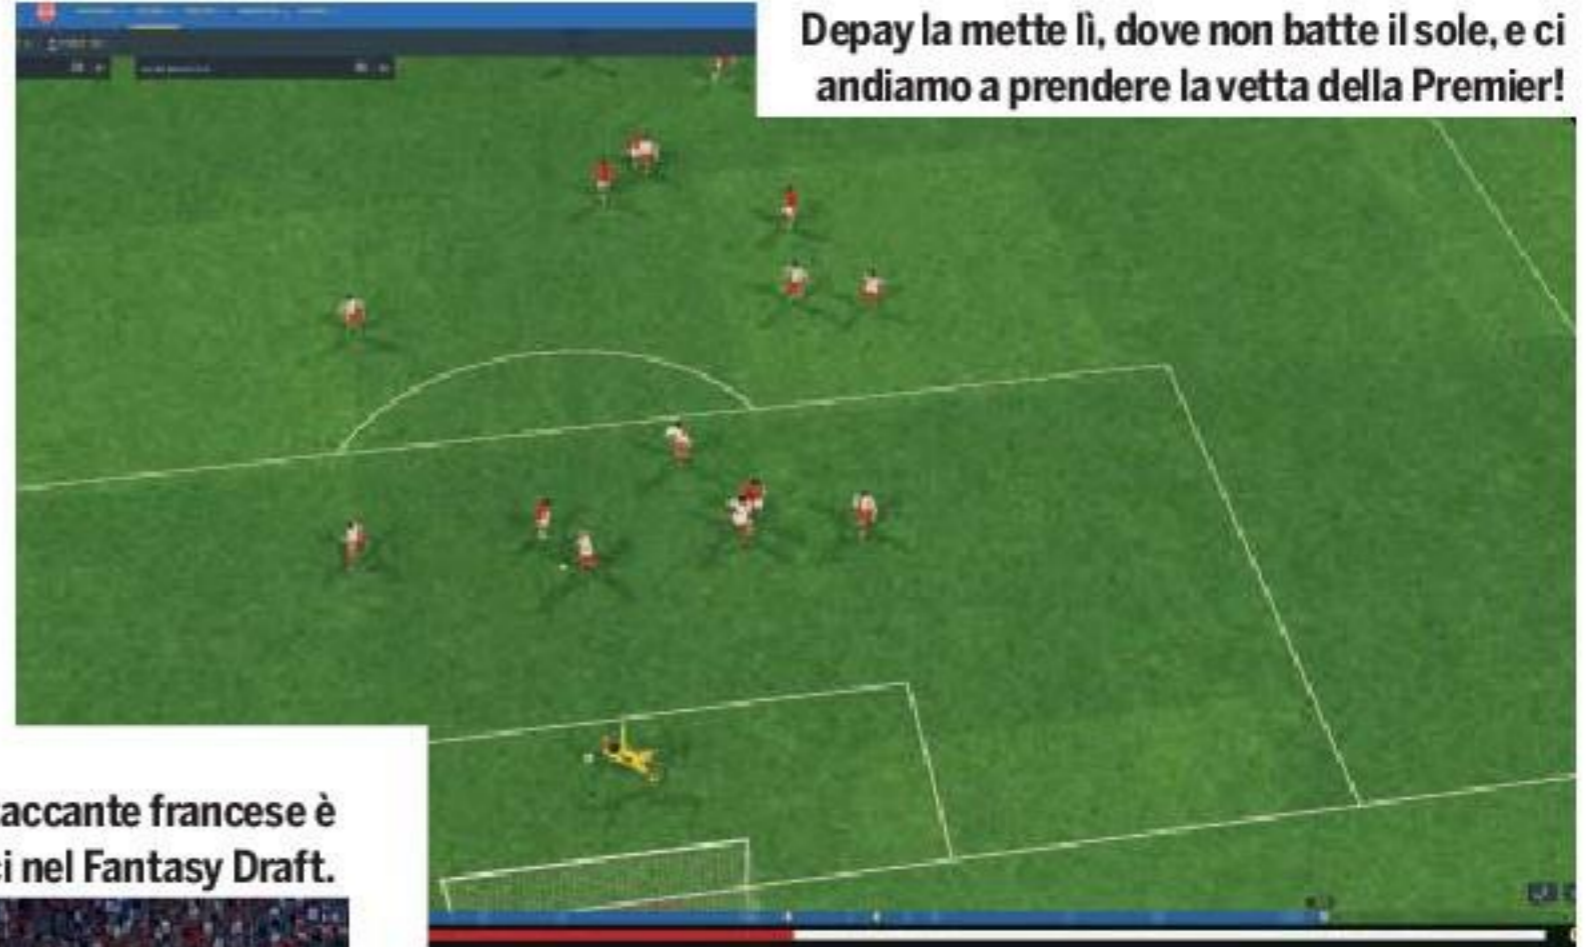 Depay la mette lì, dove non batte il sole, e ci
andiamo a prendere la vetta della Premier!
accante francese è
ci nel Fantasy Draft.